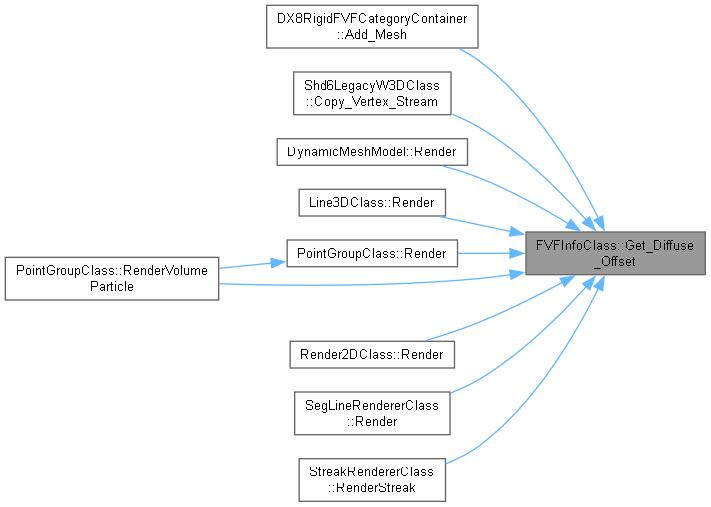 DX8RigidFVFCategoryContainer
::Add_Mesh
Shd6LegacyW3DClass
::Copy_Vertex_Stream
DynamicMeshModel::Render
Line3DClass::Render
FVFInfoClass::Get_Diffuse
_Offset
PointGroupClass::Render
PointGroupClass::RenderVolume
Particle
Render2DClass::Render
SegLineRendererClass
::Render
StreakRendererClass
::RenderStreak